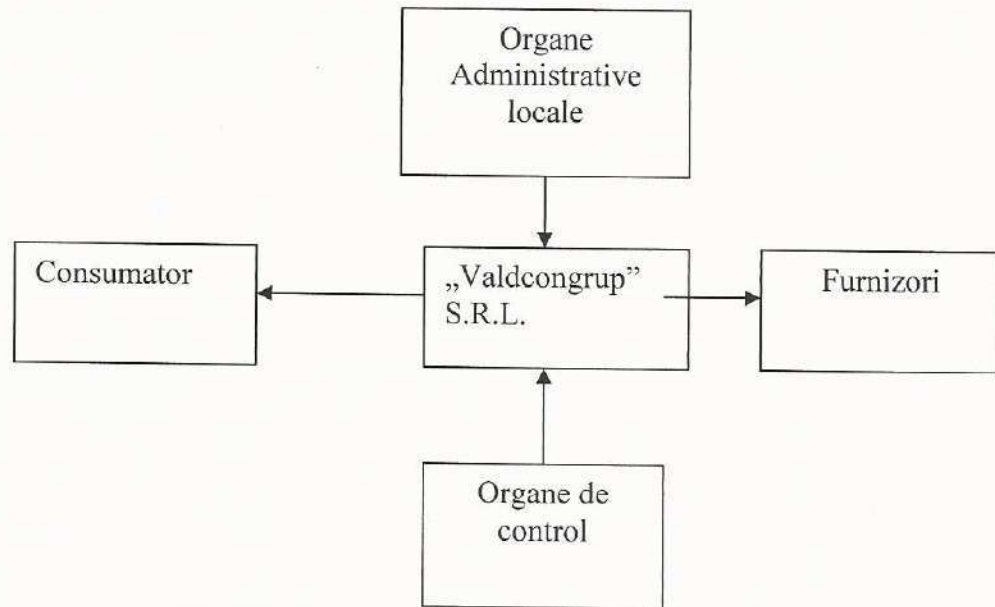 Organe
Administrative
locale
Consumator
„Valdcongrup”
S.R.L.
Furnizori
Organe de
control